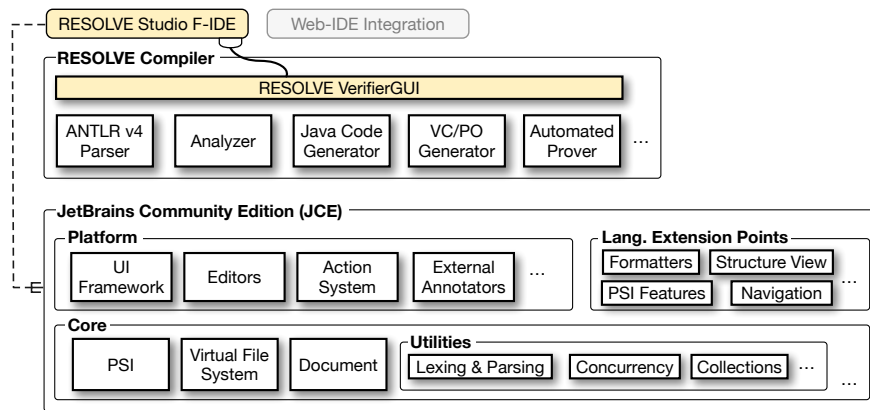 RESOLVE Studio F-IDE
Web-IDE Integration
RESOLVE Compiler
RESOLVE VerifierGUI
ANTLR v4
Parser
Analyzer
Java Code
Generator
VC/PO
Generator
Automated
Prover
...
JetBrains Community Edition (JCE)
Platform
UI
Framework
Editors
Action
System
External
Annotators
...
Lang. Extension Points
Formatters
Structure View
PSI Features
Navigation
...
Core
PSI
Virtual File
System
Document
Utilities
Lexing & Parsing
Concurrency
Collections
...
...